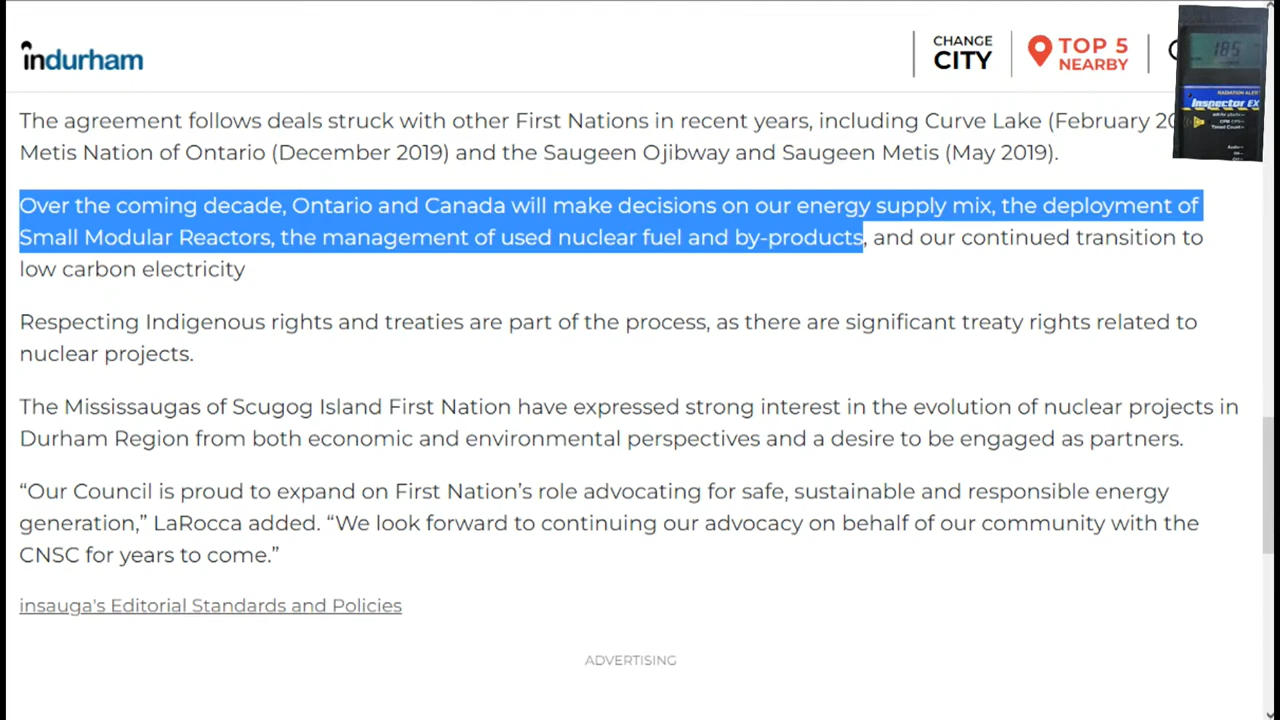 indurham
CHANGE
CITY
TOP 5
NEARBY
185
RADIATION ALERT
Inspector EX
The agreement follows deals struck with other First Nations in recent years, including Curve Lake (February
Metis Nation of Ontario (December 2019) and the Saugeen Ojibway and Saugeen Metis (May 2019).
Over the coming decade, Ontario and Canada will make decisions on our energy supply mix, the deployment of
Small Modular Reactors, the management of used nuclear fuel and by-products, and our continued transition to
low carbon electricity
Respecting Indigenous rights and treaties are part of the process, as there are significant treaty rights related to
nuclear projects.
The Mississaugas of Scugog Island First Nation have expressed strong interest in the evolution of nuclear projects in
Durham Region from both economic and environmental perspectives and a desire to be engaged as partners.
“Our Council is proud to expand on First Nation’s role advocating for safe, sustainable and responsible energy
generation,” LaRocca added. “We look forward to continuing our advocacy on behalf of our community with the
CNSC for years to come.”
insauga's Editorial Standards and Policies
ADVERTISING